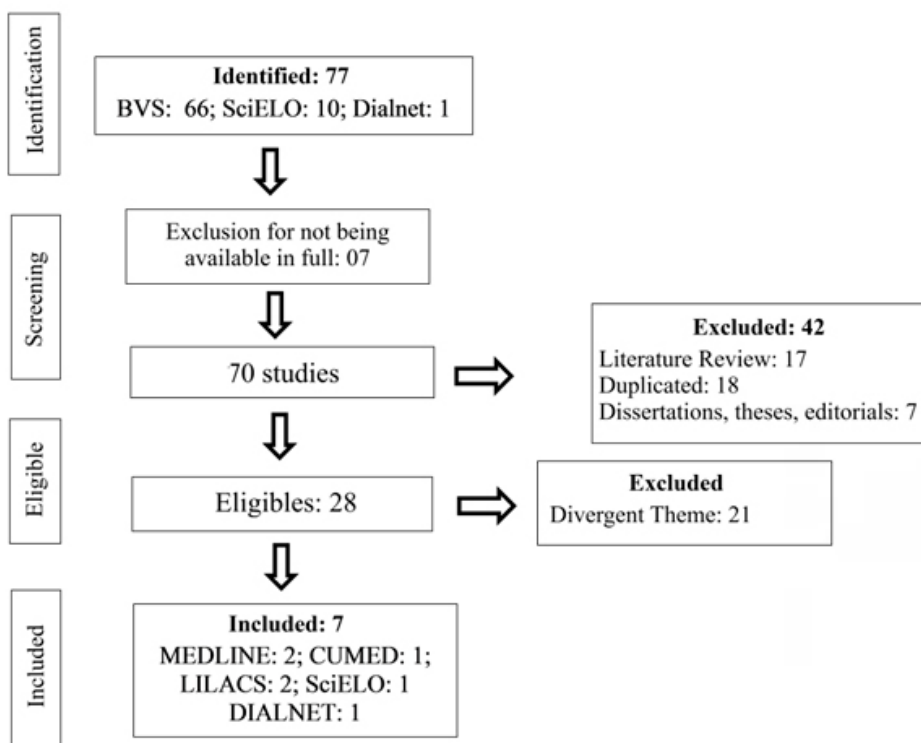 Identification
Identified: 77
BVS: 66; SciELO: 10; Dialnet: 1
Screening
Exclusion for not being
available in full: 07
70 studies
Excluded: 42
Literature Review: 17
Duplicated: 18
Dissertations, theses, editorials: 7
Eligible
Eligibles: 28
Excluded
Divergent Theme: 21
Included
Included: 7
MEDLINE: 2; CUMED: 1;
LILACS: 2; SciELO: 1
DIALNET: 1